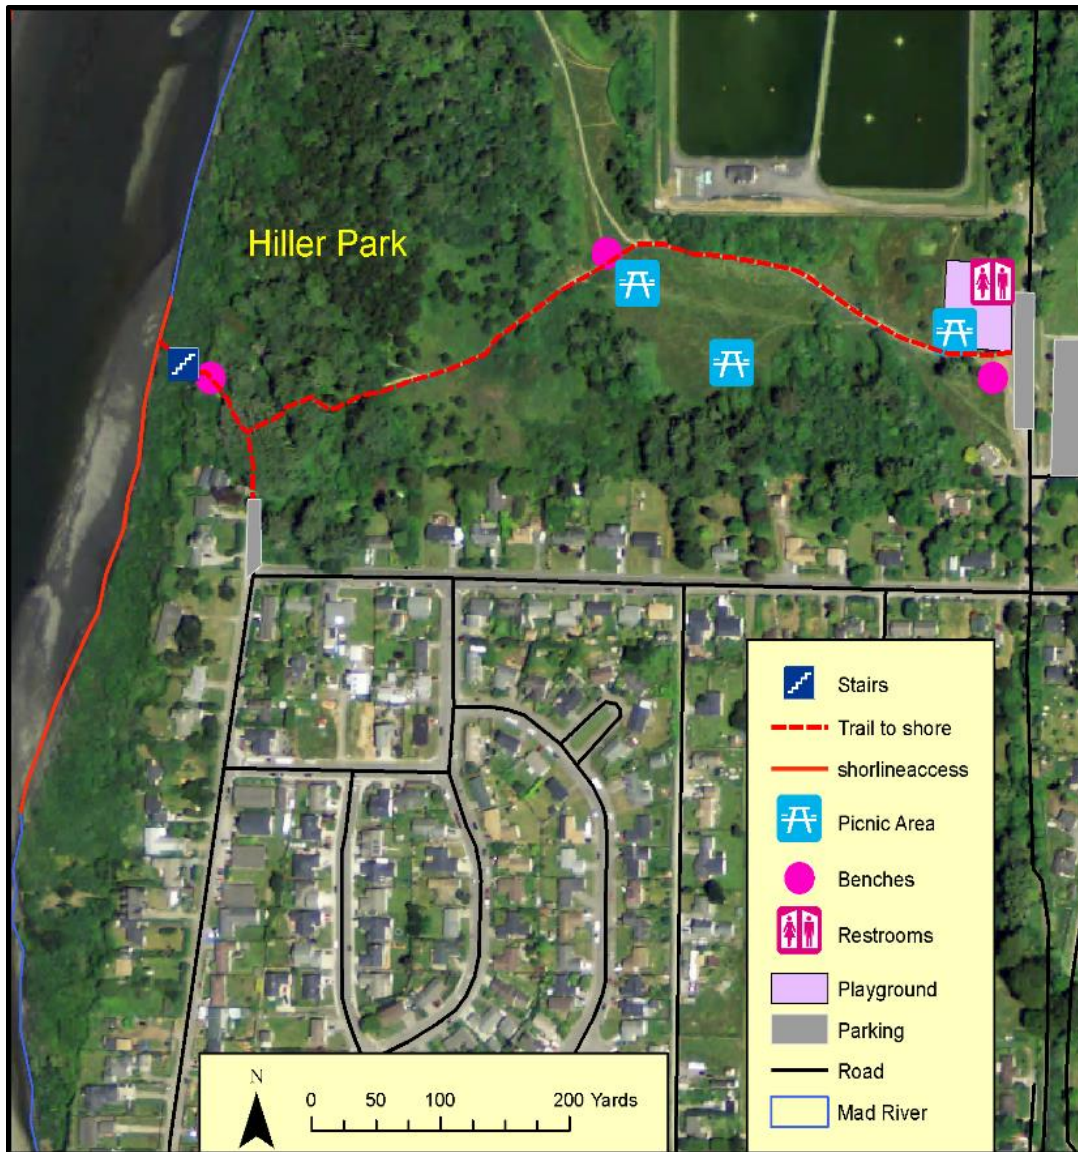 Hiller Park
Stairs
Trail to shore
shorlineaccess
Picnic Area
Benches
Restrooms
Playground
Parking
Road
Mad River
N
0 50 100 200 Yards